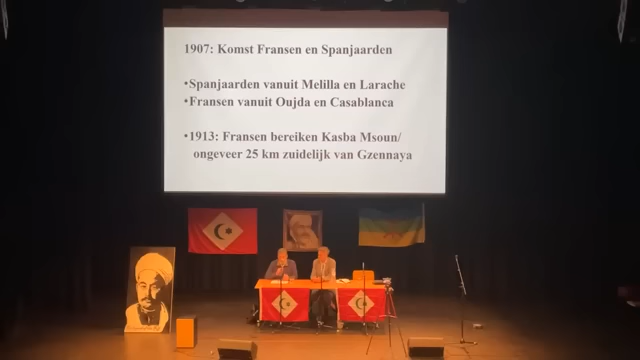 1907: Komst Fransen en Spanjaarden
•Spanjaarden vanuit Melilla en Larache
•Fransen vanuit Oujda en Casablanca
•1913: Fransen bereiken Kasba Msoun/
ongeveer 25 km zuidelijk van Gzennaya